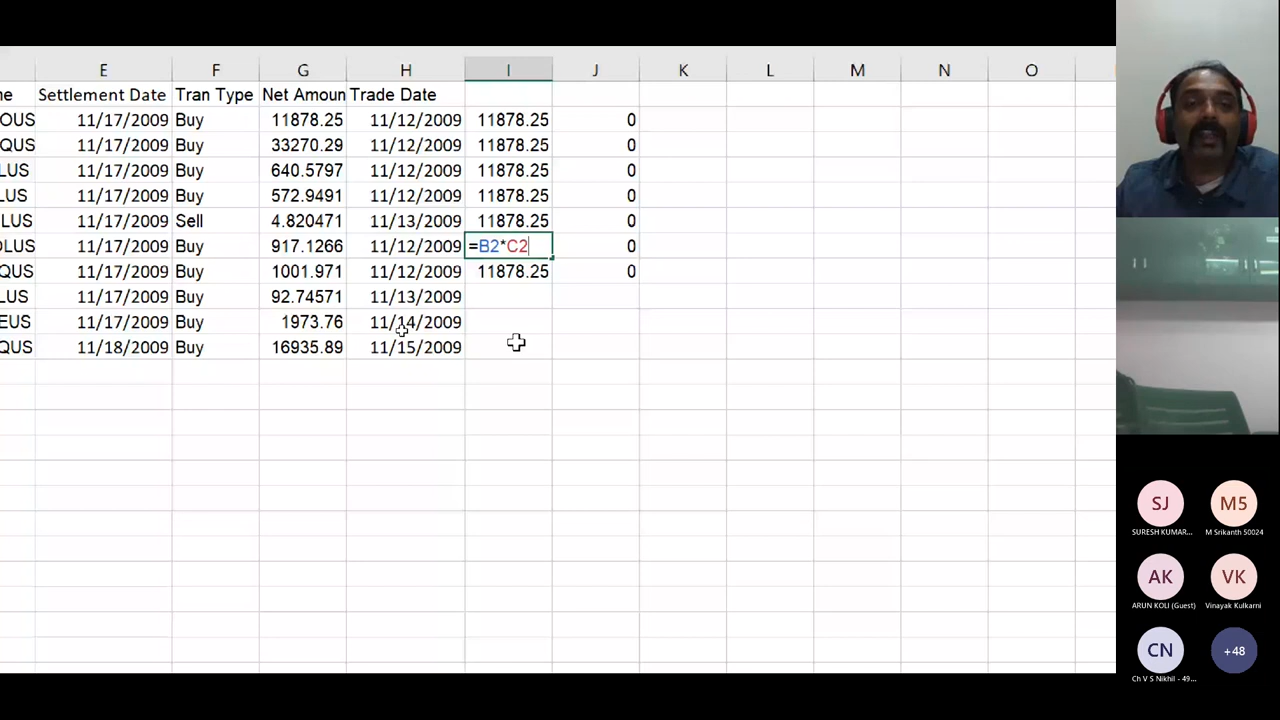 E F G H I J K L M N O
ne Settlement Date Tran Type Net Amoun Trade Date
OUS 11/17/2009 Buy 11878.25 11/12/2009 11878.25 0
QUS 11/17/2009 Buy 33270.29 11/12/2009 11878.25 0
LUS 11/17/2009 Buy 640.5797 11/12/2009 11878.25 0
LUS 11/17/2009 Buy 572.9491 11/12/2009 11878.25 0
LUS 11/17/2009 Sell 4.820471 11/13/2009 11878.25 0
OLUS 11/17/2009 Buy 917.1266 11/12/2009 =B2*C2 0
QUS 11/17/2009 Buy 1001.971 11/12/2009 11878.25 0
LUS 11/17/2009 Buy 92.74571 11/13/2009
EUS 11/17/2009 Buy 1973.76 11/14/2009
QUS 11/18/2009 Buy 16935.89 11/15/2009
SJ M5
SURESH KUMAR... M Srikanth 50024
AK VK
ARUN KOLI (Guest) Vinayak Kulkarni
CN +48
Ch V S Nikhil - 49...